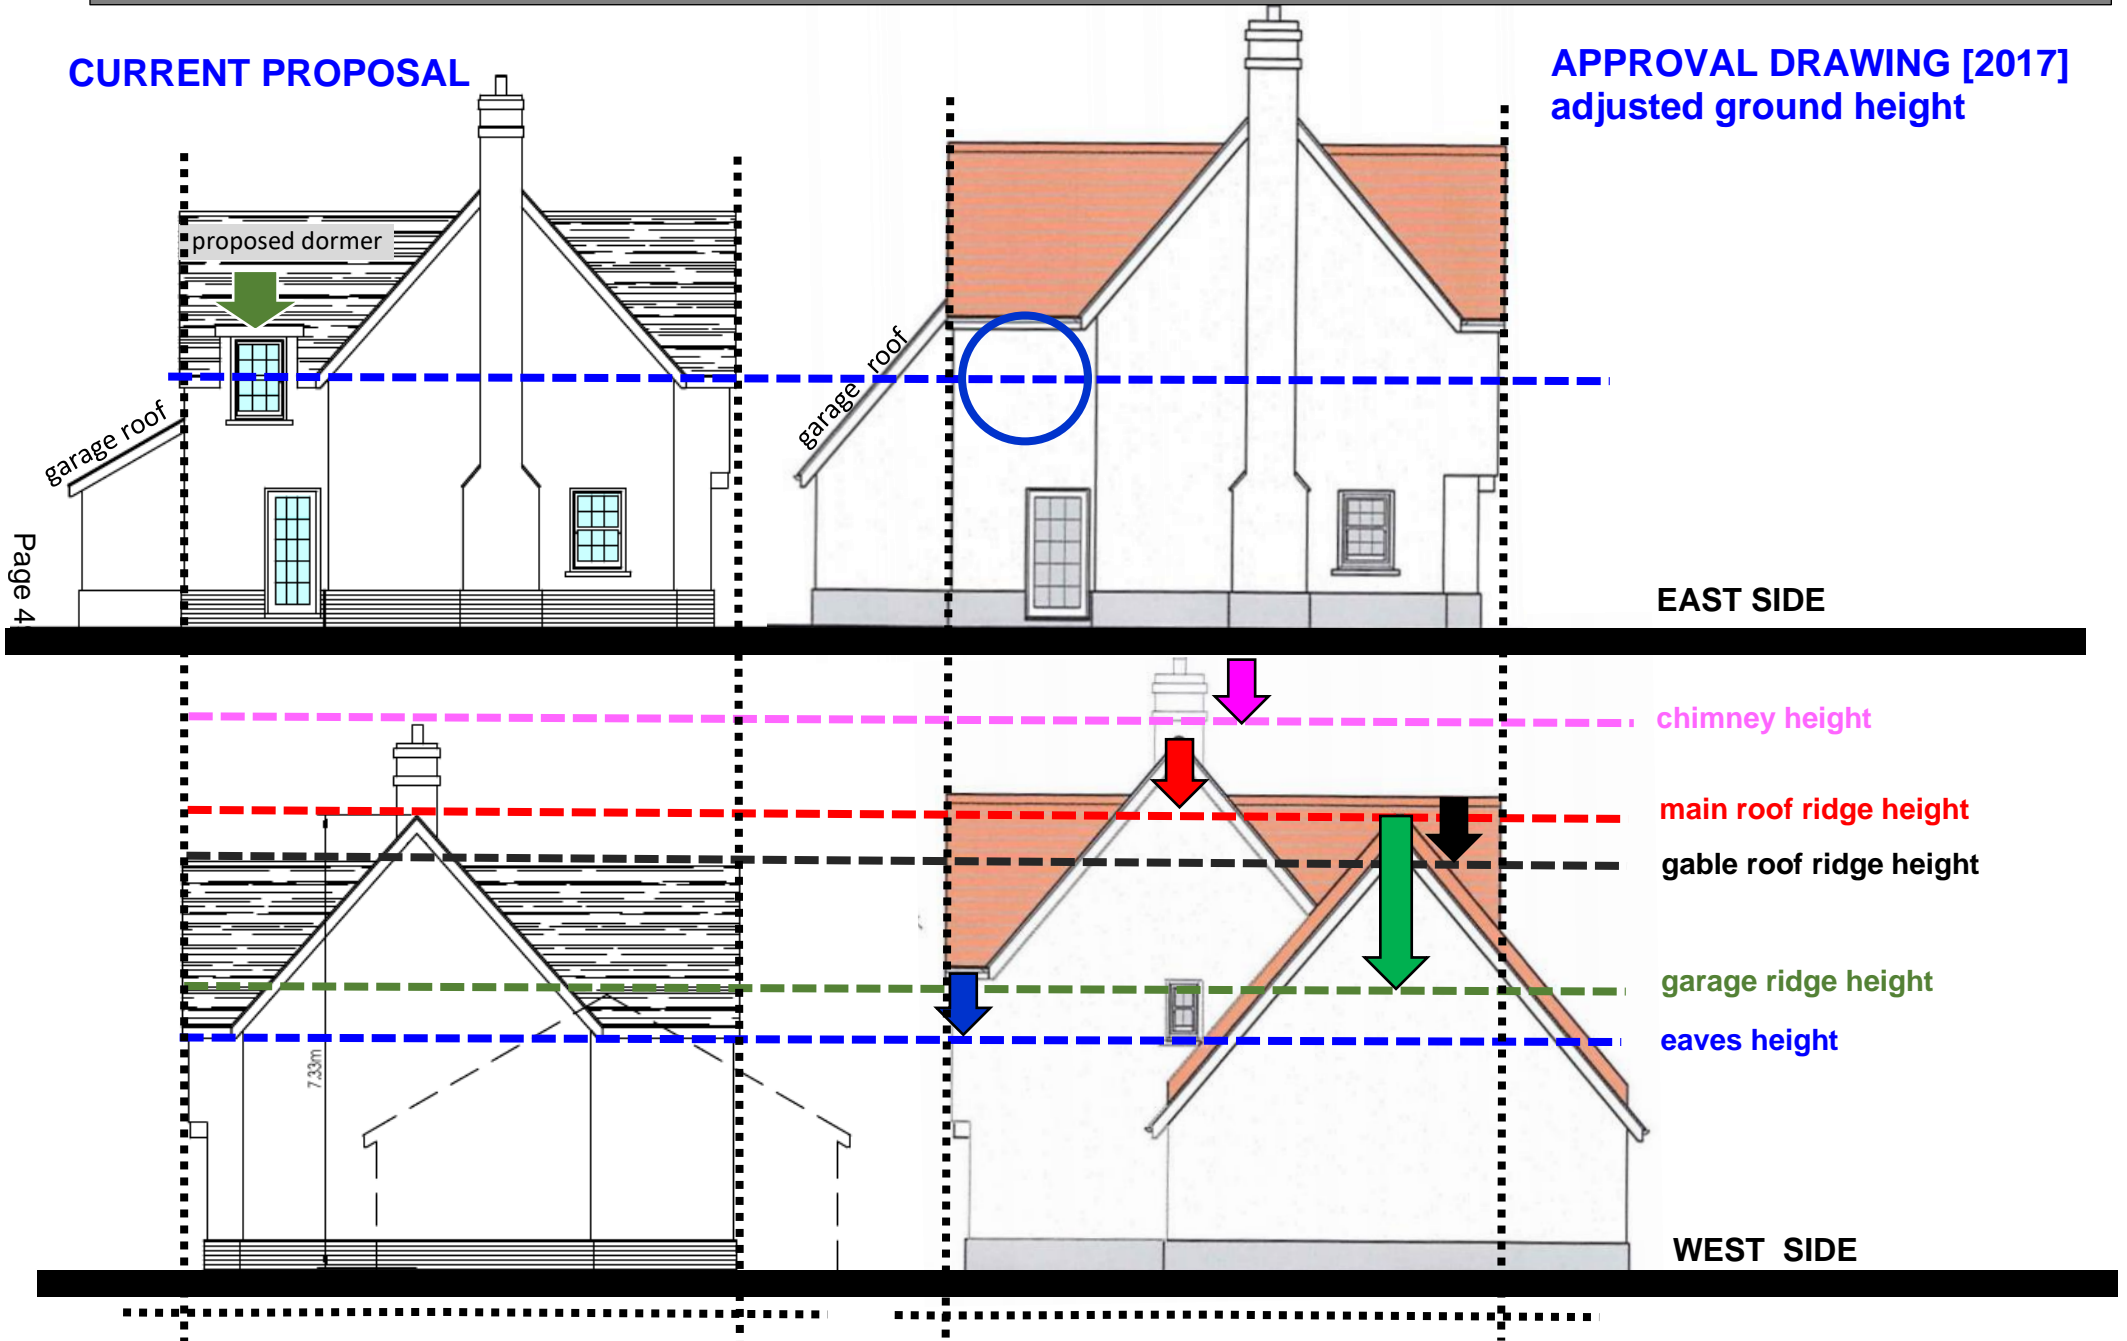 CURRENT PROPOSAL
APPROVAL DRAWING [2017]
adjusted ground height
proposed dormer
garage roof
garage roof
Page 4
EAST SIDE
chimney height
main roof ridge height
gable roof ridge height
garage ridge height
eaves height
7.33m
WEST SIDE